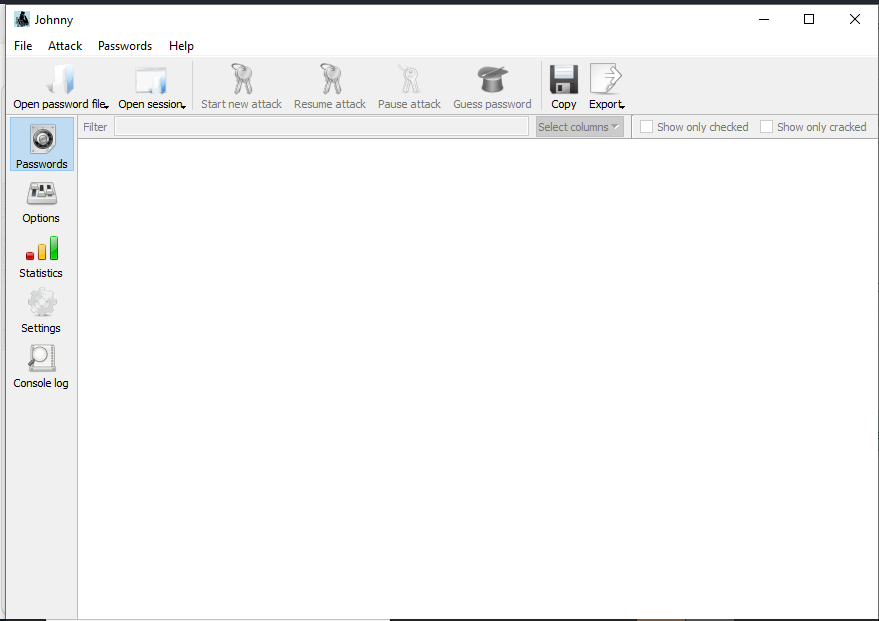 Johnny
File Attack Passwords Help
Open password file Open session Start new attack Resume attack Pause attack Guess password Copy Export
Filter Select columns Show only checked Show only cracked
Passwords
Options
Statistics
Settings
Console log